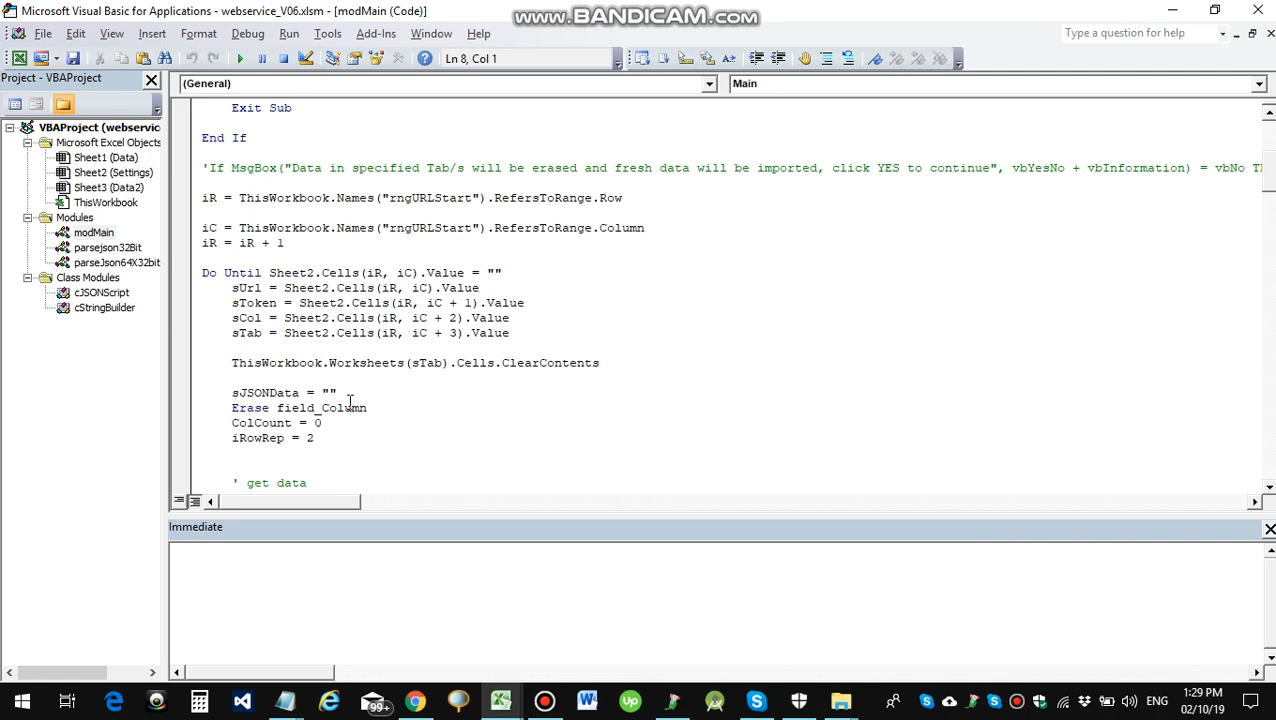 Microsoft Visual Basic for Applications - webservice_V06.xlsm - [modMain (Code)]
www.BANDICAM.com
File Edit View Insert Format Debug Run Tools Add-Ins Window Help
Type a question for help
Ln 8, Col 1
Project - VBAProject
(General)
Main
VBAProject (webservic
Microsoft Excel Objects
Sheet1 (Data)
Sheet2 (Settings)
Sheet3 (Data2)
ThisWorkbook
Modules
modMain
parsejson32Bit
parseJson64X32bit
Class Modules
cJSONScript
cStringBuilder
Exit Sub
End If
'If MsgBox("Data in specified Tab/s will be erased and fresh data will be imported, click YES to continue", vbYesNo + vbInformation) = vbNo T
iR = ThisWorkbook.Names("rngURLStart").RefersToRange.Row
iC = ThisWorkbook.Names("rngURLStart").RefersToRange.Column
iR = iR + 1
Do Until Sheet2.Cells(iR, iC).Value = ""
sUrl = Sheet2.Cells(iR, iC).Value
sToken = Sheet2.Cells(iR, iC + 1).Value
sCol = Sheet2.Cells(iR, iC + 2).Value
sTab = Sheet2.Cells(iR, iC + 3).Value
ThisWorkbook.Worksheets(sTab).Cells.ClearContents
sJSONData = ""
Erase field_Column
ColCount = 0
iRowRep = 2
' get data
Immediate
99+
Up
ENG
1:29 PM
02/10/19